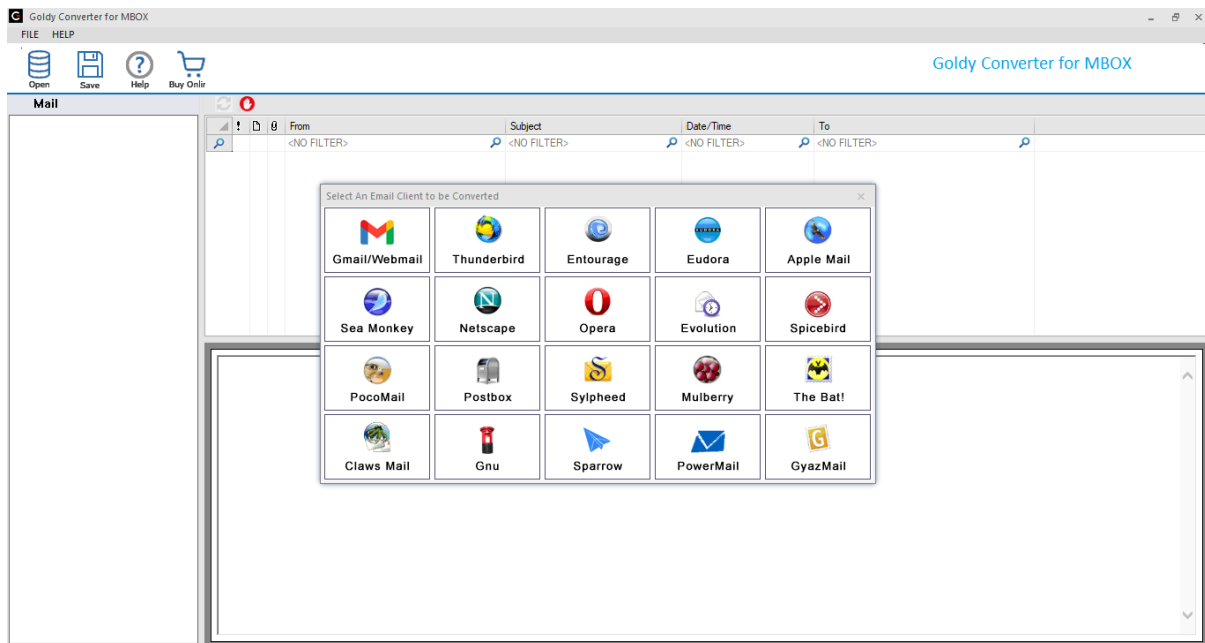 Goldy Converter for MBOX
FILE HELP
Open Save Help Buy Onlir
Goldy Converter for MBOX
Mail
From Subject Date/Time To
<NO FILTER> <NO FILTER> <NO FILTER> <NO FILTER>
Select An Email Client to be Converted
Gmail/Webmail Thunderbird Entourage Eudora Apple Mail
Sea Monkey Netscape Opera Evolution Spicebird
PocoMail Postbox Sylpheed Mulberry The Bat!
Claws Mail Gnu Sparrow PowerMail GyazMail